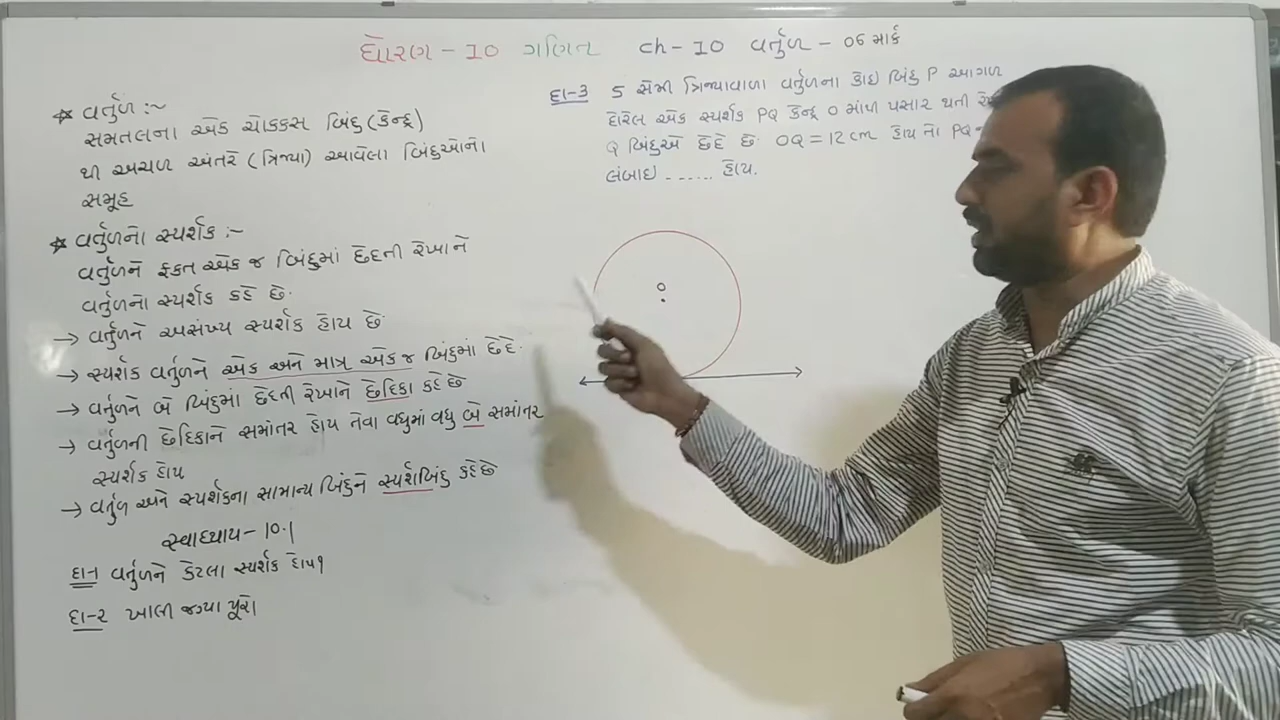 ધોરણ - 10 ગણિત ch - 10 વર્તુળ - 06 માર્ક
☆ વર્તુળ :-
સમતલના એક ચોક્કસ બિંદુ (કેન્દ્ર)
થી અચળ અંતરે (ત્રિજ્યા) આવેલા બિંદુઓનો
સમૂહ
☆ વર્તુળનો સ્પર્શક :-
વર્તુળને ફકત એક જ બિંદુમાં છેદતી રેખાને
વર્તુળનો સ્પર્શક કહે છે.
→ વર્તુળને અસંખ્ય સ્પર્શક હોય છે
→ સ્પર્શક વર્તુળને એક અને માત્ર એક જ બિંદુમાં છેદે.
→ વર્તુળને બે બિંદુમાં છેદતી રેખાને છેદિકા કહે છે
→ વર્તુળની છેદિકાને સમાંતર હોય તેવા વધુમાં વધુ બે સમાંતર
સ્પર્શક હોય
→ વર્તુળ અને સ્પર્શકના સામાન્ય બિંદુને સ્પર્શબિંદુ કહે છે
સ્વાધ્યાય - 10.1
દા-1 વર્તુળને કેટલા સ્પર્શક હોય?
દા-2 ખાલી જગ્યા પૂરો
દા-3 5 સેમી ત્રિજ્યાવાળા વર્તુળના કોઇ બિંદુ P આગળ
દોરેલ એક સ્પર્શક PQ કેન્દ્ર O માંથી પસાર થતી
Q બિંદુએ છેદે છે. OQ = 12 cm હોય તો PQ
લંબાઇ ...... હોય.
O